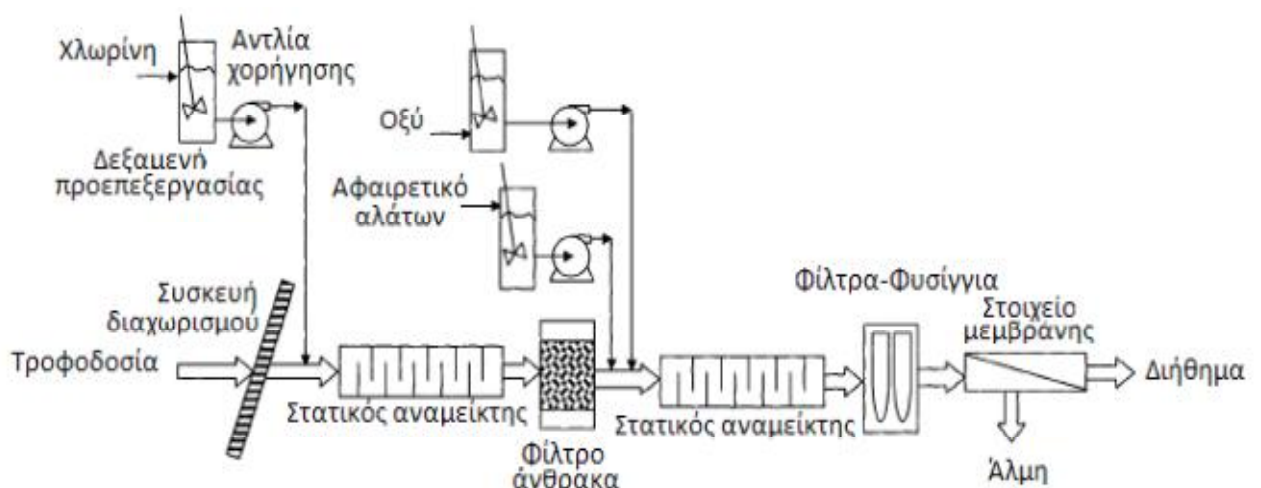 Χλωρίνη
Αντλία
χορήγησης
Δεξαμενή
προεπεξεργασίας
Οξύ
Αφαιρετικό
αλάτων
Συσκευή
διαχωρισμού
Τροφοδοσία
Στατικός αναμείκτης
Φίλτρο
άνθρακα
Στατικός αναμείκτης
Φίλτρα-Φυσίγγια
Στοιχείο
μεμβράνης
Διήθημα
Άλμη